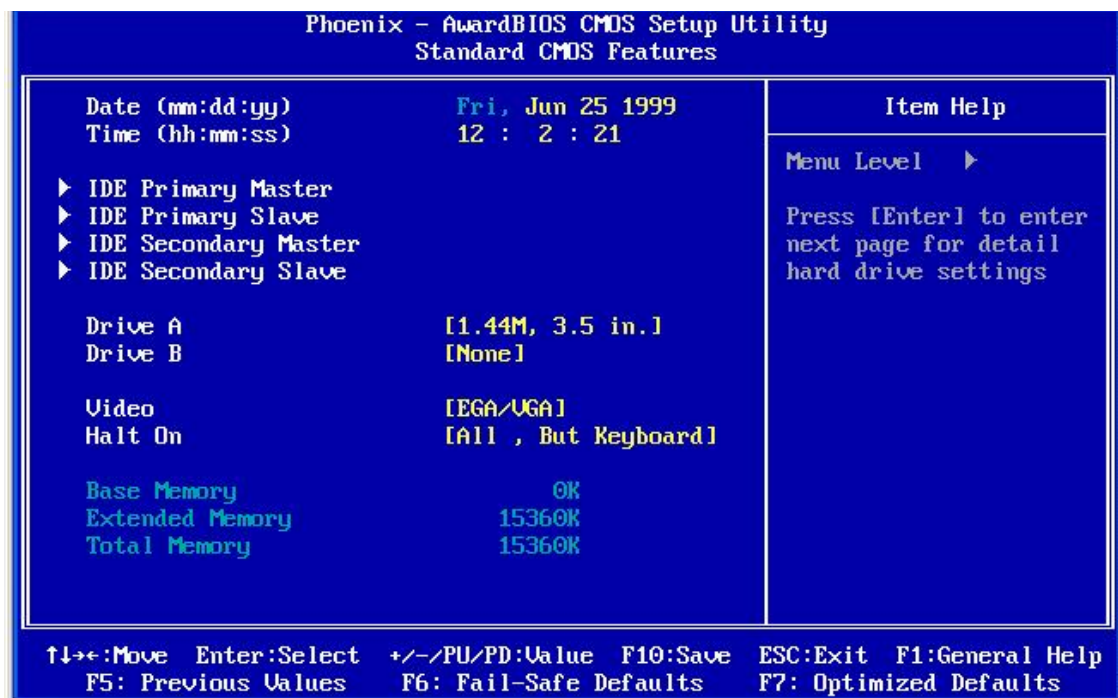 Phoenix - AwardBIOS CMOS Setup Utility
Standard CMOS Features
Date (mm:dd:yy) Fri, Jun 25 1999
Time (hh:mm:ss) 12 : 2 : 21
IDE Primary Master
IDE Primary Slave
IDE Secondary Master
IDE Secondary Slave
Drive A [1.44M, 3.5 in.]
Drive B [None]
Video [EGA/VGA]
Halt On [All , But Keyboard]
Base Memory 0K
Extended Memory 15360K
Total Memory 15360K
Item Help
Menu Level
Press [Enter] to enter
next page for detail
hard drive settings
↑↓→←:Move Enter:Select +/-/PU/PD:Value F10:Save ESC:Exit F1:General Help
F5: Previous Values F6: Fail-Safe Defaults F7: Optimized Defaults